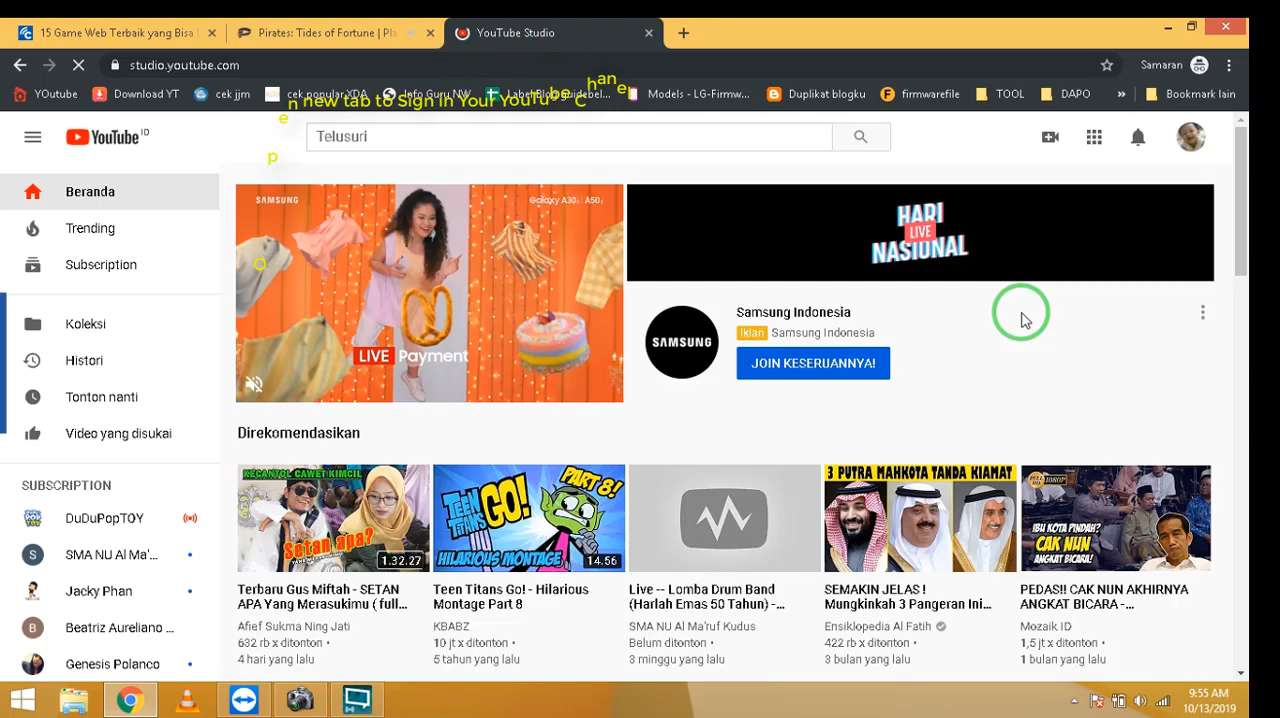 15 Game Web Terbaik yang Bisa
Pirates: Tides of Fortune | Pla
YouTube Studio
studio.youtube.com
Samaran
YOutube
Download YT
cek jjm
cek popular XDA
Info Guru NW
Models - LG-Firmw...
Duplikat blogku
firmwarefile
TOOL
DAPO
»
Bookmark lain
Open new tab to Sign In Your YouTube Channel
YouTube ID
Telusuri
Beranda
Trending
Subscription
Koleksi
Histori
Tonton nanti
Video yang disukai
SUBSCRIPTION
DuDuPopTOY
SMA NU Al Ma'...
Jacky Phan
Beatriz Aureliano ...
Genesis Polanco
SAMSUNG
Galaxy A30s | A50s
LIVE Payment
HARI
LIVE
NASIONAL
SAMSUNG
Samsung Indonesia
Iklan Samsung Indonesia
JOIN KESERUANNYA!
Direkomendasikan
KECANTOL CAWET KIMCIL
Setan apa?
1.32.27
Terbaru Gus Miftah - SETAN
APA Yang Merasukimu ( full...
Afief Sukma Ning Jati
632 rb x ditonton •
4 hari yang lalu
TEEN TITANS GO!
PART 8!
HILARIOUS MONTAGE
14.56
Teen Titans Go! - Hilarious
Montage Part 8
KBABZ
10 jt x ditonton •
5 tahun yang lalu
Live -- Lomba Drum Band
(Harlah Emas 50 Tahun) -...
SMA NU Al Ma'ruf Kudus
Belum ditonton •
3 minggu yang lalu
3 PUTRA MAHKOTA TANDA KIAMAT
SEMAKIN JELAS !
Mungkinkah 3 Pangeran Ini...
Ensiklopedia Al Fatih
422 rb x ditonton •
3 bulan yang lalu
1080P
IBU KOTA PINDAH?
CAK NUN
ANGKAT BICARA!
PEDAS!! CAK NUN AKHIRNYA
ANGKAT BICARA -...
Mozaik ID
1,5 jt x ditonton •
1 bulan yang lalu
9:55 AM
10/13/2019